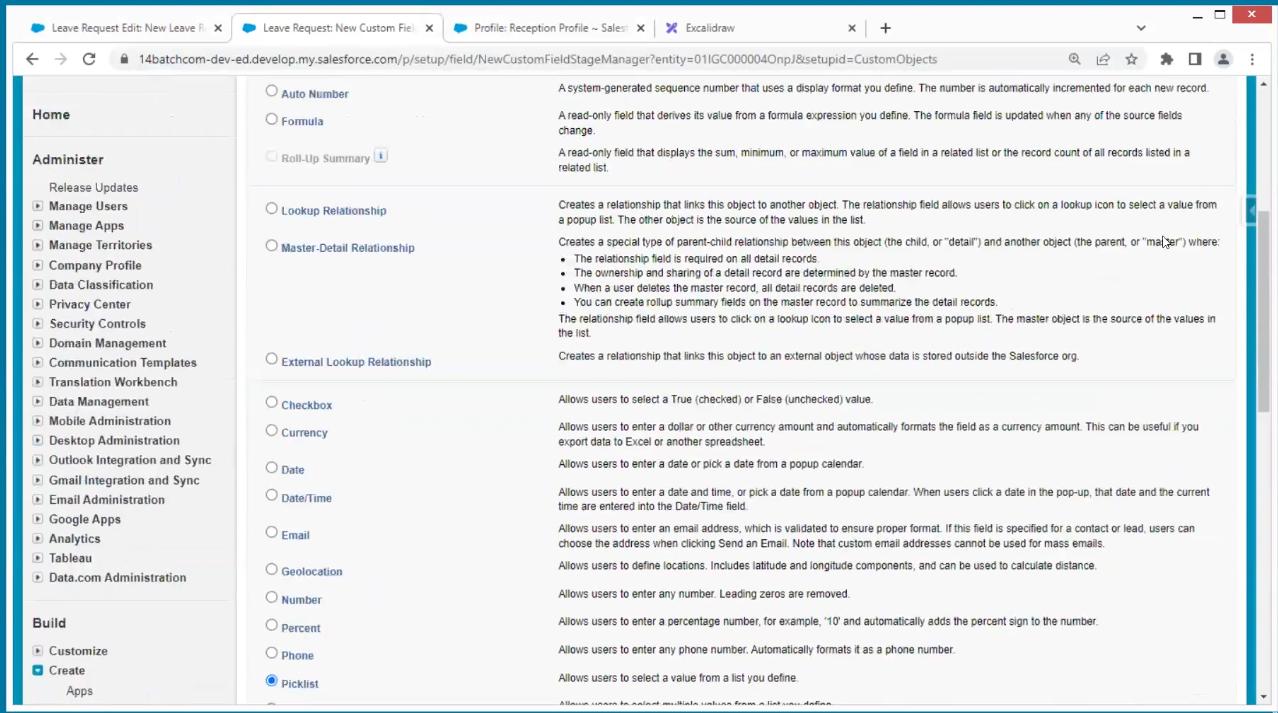 Leave Request Edit: New Leave R
Leave Request: New Custom Fie
Profile: Reception Profile ~ Salesf
Excalidraw
14batchcom-dev-ed.develop.my.salesforce.com/p/setup/field/NewCustomFieldStageManager?entity=01IGC000004OnpJ&setupid=CustomObjects
Home
Administer
Release Updates
Manage Users
Manage Apps
Manage Territories
Company Profile
Data Classification
Privacy Center
Security Controls
Domain Management
Communication Templates
Translation Workbench
Data Management
Mobile Administration
Desktop Administration
Outlook Integration and Sync
Gmail Integration and Sync
Email Administration
Google Apps
Analytics
Tableau
Data.com Administration
Build
Customize
Create
Apps
Auto Number
A system-generated sequence number that uses a display format you define. The number is automatically incremented for each new record.
Formula
A read-only field that derives its value from a formula expression you define. The formula field is updated when any of the source fields
change.
Roll-Up Summary i
A read-only field that displays the sum, minimum, or maximum value of a field in a related list or the record count of all records listed in a
related list.
Lookup Relationship
Creates a relationship that links this object to another object. The relationship field allows users to click on a lookup icon to select a value from
a popup list. The other object is the source of the values in the list.
Master-Detail Relationship
Creates a special type of parent-child relationship between this object (the child, or "detail") and another object (the parent, or "master") where:
• The relationship field is required on all detail records.
• The ownership and sharing of a detail record are determined by the master record.
• When a user deletes the master record, all detail records are deleted.
• You can create rollup summary fields on the master record to summarize the detail records.
The relationship field allows users to click on a lookup icon to select a value from a popup list. The master object is the source of the values in
the list.
External Lookup Relationship
Creates a relationship that links this object to an external object whose data is stored outside the Salesforce org.
Checkbox
Allows users to select a True (checked) or False (unchecked) value.
Currency
Allows users to enter a dollar or other currency amount and automatically formats the field as a currency amount. This can be useful if you
export data to Excel or another spreadsheet.
Date
Allows users to enter a date or pick a date from a popup calendar.
Date/Time
Allows users to enter a date and time, or pick a date from a popup calendar. When users click a date in the pop-up, that date and the current
time are entered into the Date/Time field.
Email
Allows users to enter an email address, which is validated to ensure proper format. If this field is specified for a contact or lead, users can
choose the address when clicking Send an Email. Note that custom email addresses cannot be used for mass emails.
Geolocation
Allows users to define locations. Includes latitude and longitude components, and can be used to calculate distance.
Number
Allows users to enter any number. Leading zeros are removed.
Percent
Allows users to enter a percentage number, for example, '10' and automatically adds the percent sign to the number.
Phone
Allows users to enter any phone number. Automatically formats it as a phone number.
Picklist
Allows users to select a value from a list you define.
Allows users to select multiple values from a list you define.